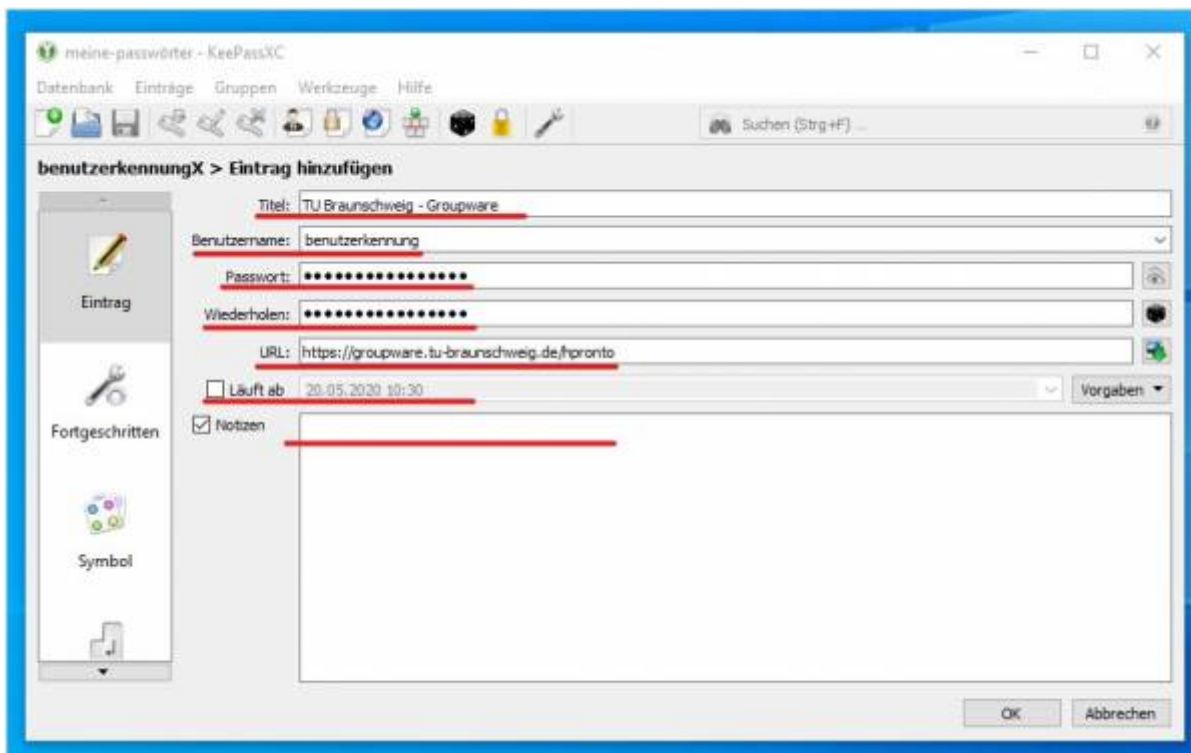 meine-passwörter - KeePassXC
Datenbank Einträge Gruppen Werkzeuge Hilfe
Suchen (Strg+F) ...
benutzerkennungX > Eintrag hinzufügen
Titel: TU Braunschweig - Groupware
Benutzername: benutzerkennung
Passwort: ●●●●●●●●●●●●●●●●
Wiederholen: ●●●●●●●●●●●●●●●●
URL: https://groupware.tu-braunschweig.de/hpronto
Läuft ab 20.05.2020 10:30 Vorgaben
Notizen
Eintrag
Fortgeschritten
Symbol
OK Abbrechen